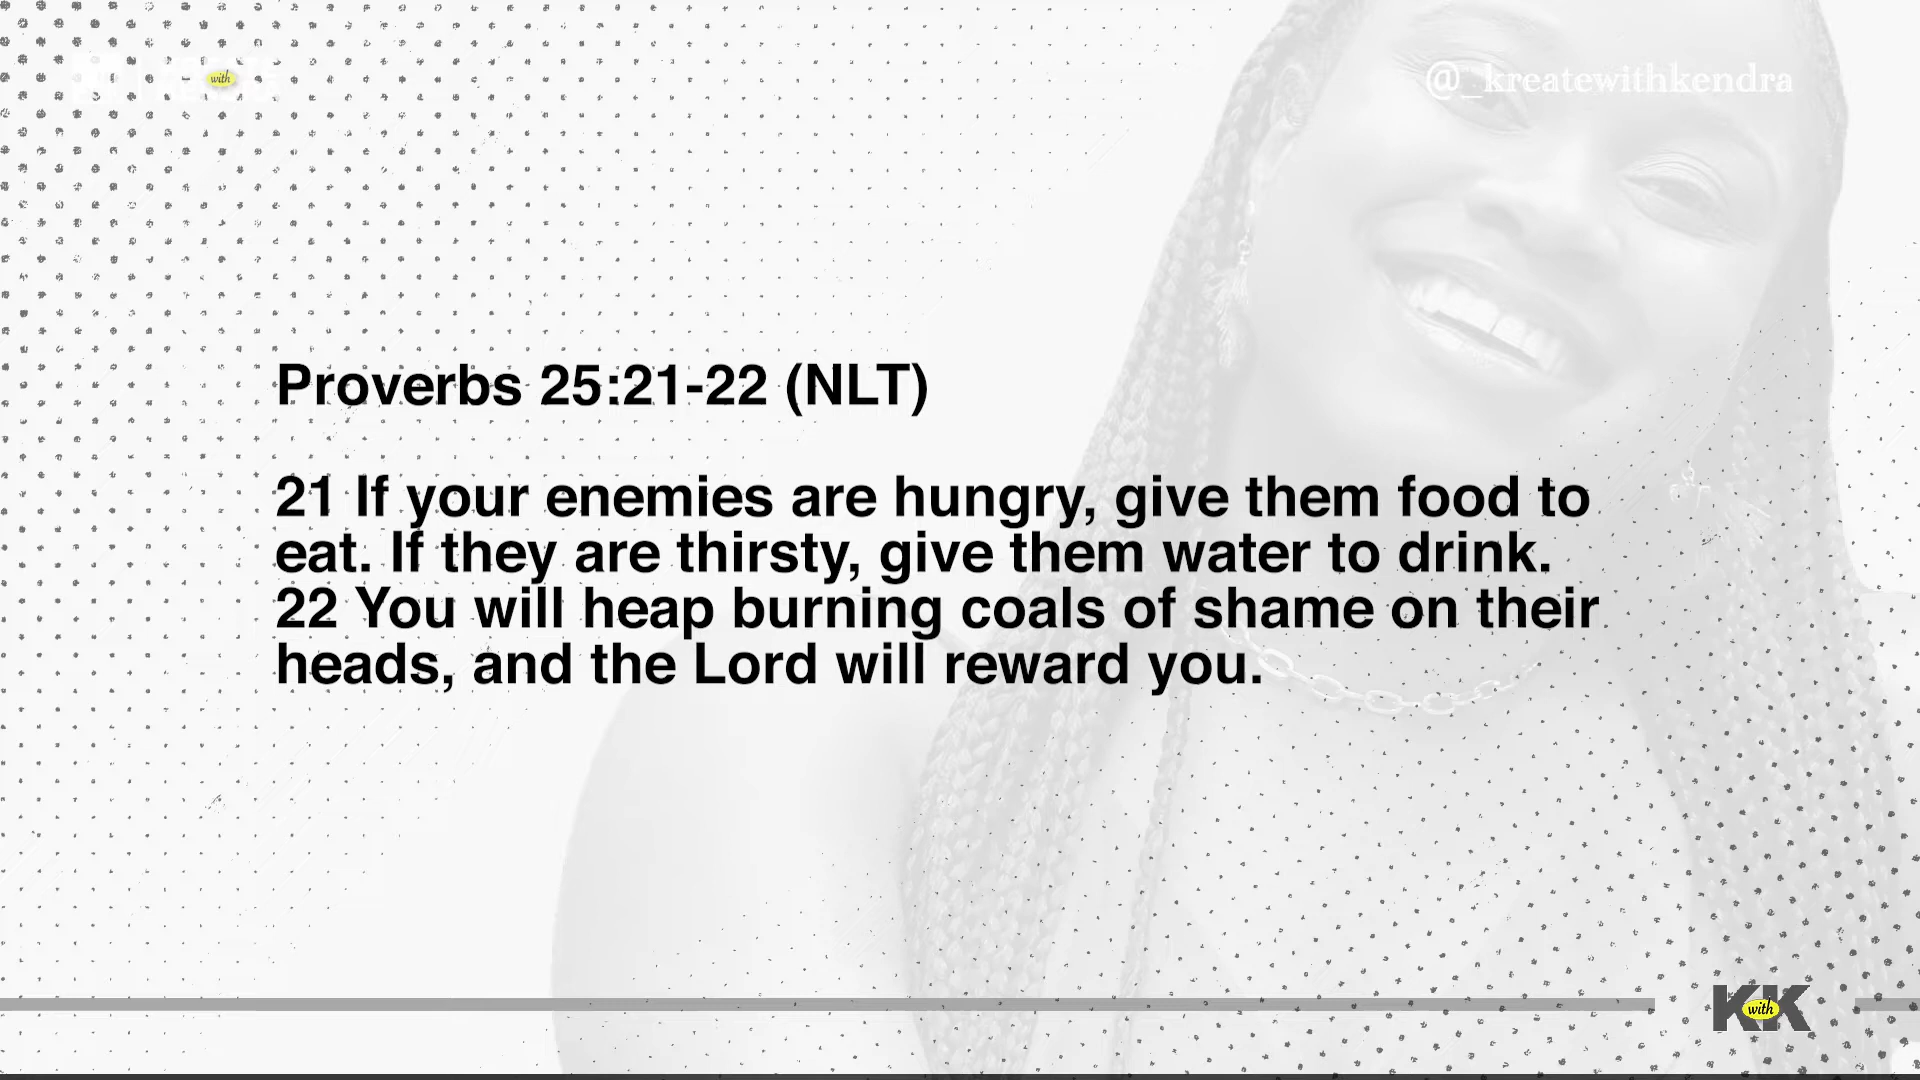 with
@_kreatewithkendra
Proverbs 25:21-22 (NLT)
21 If your enemies are hungry, give them food to
eat. If they are thirsty, give them water to drink.
22 You will heap burning coals of shame on their
heads, and the Lord will reward you.
KwithK